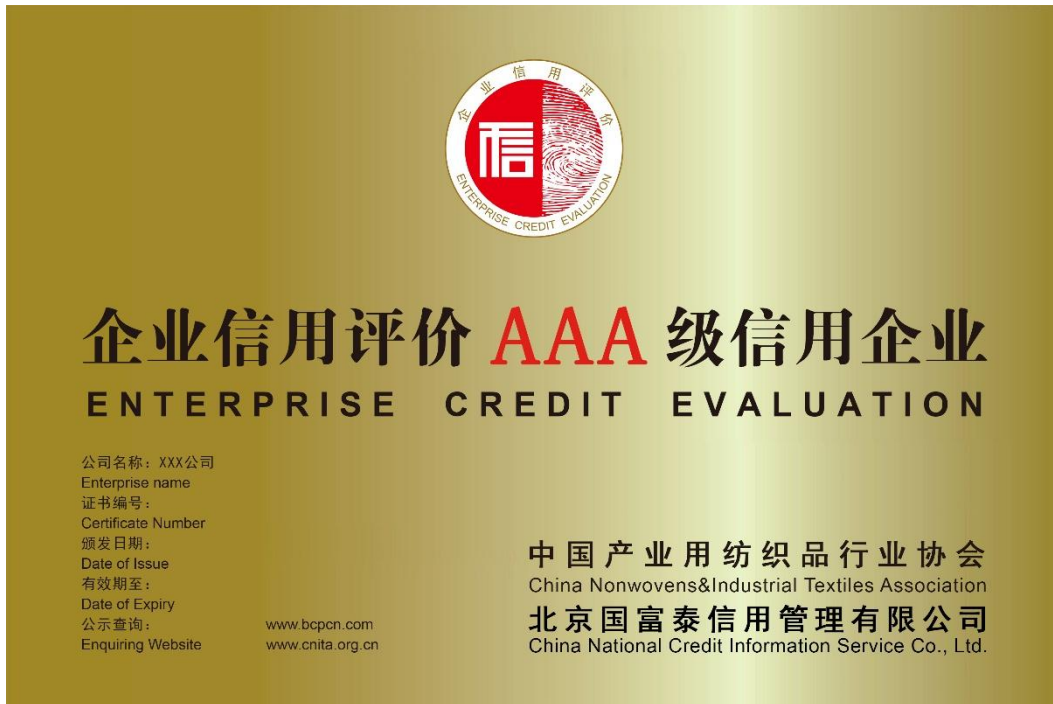 企业信用评价
信
ENTERPRISE CREDIT EVALUATION
企业信用评价AAA级信用企业
ENTERPRISE CREDIT EVALUATION
公司名称：XXX公司
Enterprise name
证书编号：
Certificate Number
颁发日期：
Date of Issue
有效期至：
Date of Expiry
公示查询： www.bcpcn.com
Enquiring Website www.cnita.org.cn
中国产业用纺织品行业协会
China Nonwovens&Industrial Textiles Association
北京国富泰信用管理有限公司
China National Credit Information Service Co., Ltd.